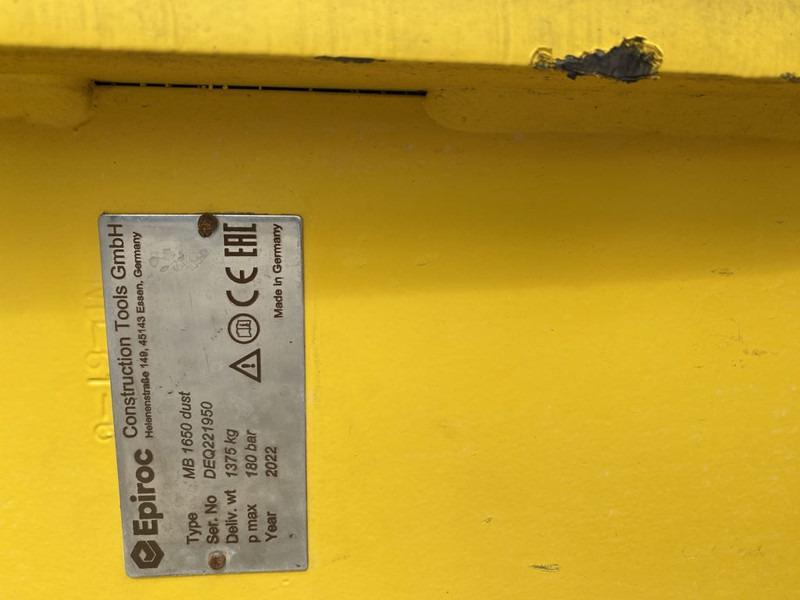 Epiroc
Construction Tools GmbH
Helenenstraße 149, 45143 Essen, Germany
Type MB 1650 dust
Ser. No DEQ221950
Deliv. wt 1375 kg
p max 180 bar
Year 2022
CE EAC
Made in Germany